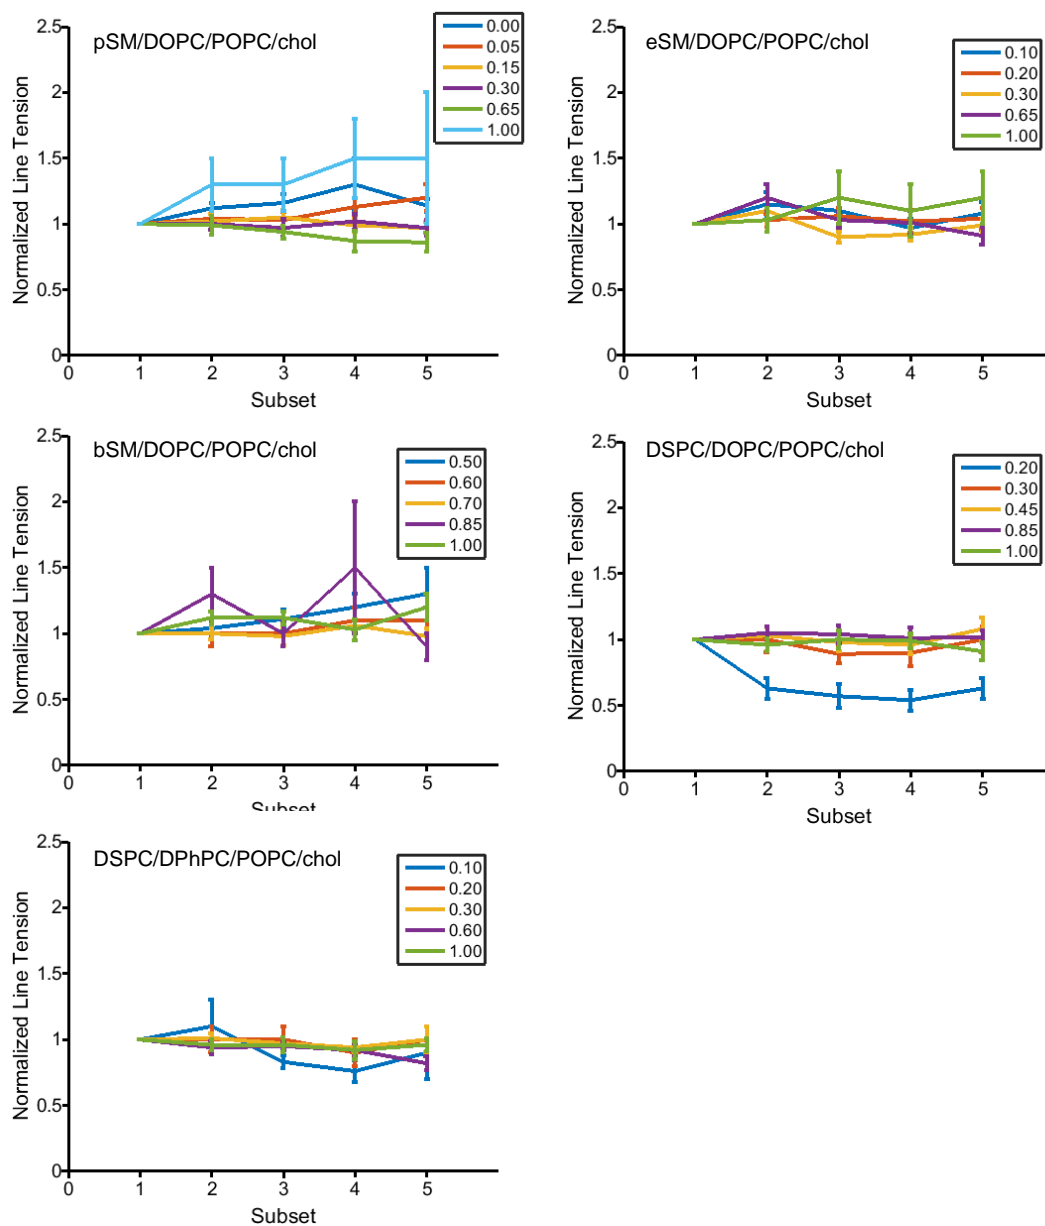 pSM/DOPC/POPC/chol
0.00
0.05
0.15
0.30
0.65
1.00
2.5
2
1.5
1
0.5
0
Normalized Line Tension
0 1 2 3 4 5
Subset
eSM/DOPC/POPC/chol
0.10
0.20
0.30
0.65
1.00
2.5
2
1.5
1
0.5
0
Normalized Line Tension
0 1 2 3 4 5
Subset
bSM/DOPC/POPC/chol
0.50
0.60
0.70
0.85
1.00
2.5
2
1.5
1
0.5
0
Normalized Line Tension
0 1 2 3 4 5
Subset
DSPC/DOPC/POPC/chol
0.20
0.30
0.45
0.85
1.00
2.5
2
1.5
1
0.5
0
Normalized Line Tension
0 1 2 3 4 5
Subset
DSPC/DPhPC/POPC/chol
0.10
0.20
0.30
0.60
1.00
2.5
2
1.5
1
0.5
0
Normalized Line Tension
0 1 2 3 4 5
Subset